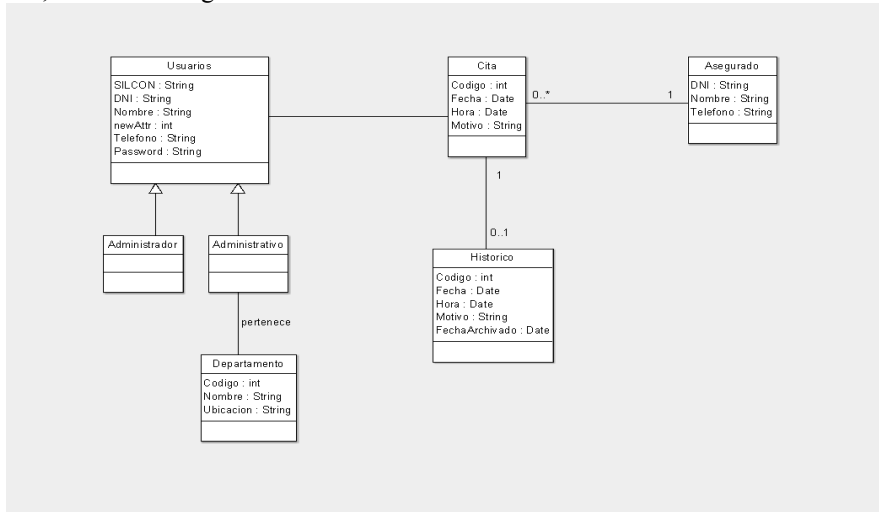 Usuarios
SILCON : String
DNI : String
Nombre : String
newAttr : int
Telefono : String
Password : String
Cita
Codigo : int
Fecha : Date
Hora : Date
Motivo : String
0..*
1
Asegurado
DNI : String
Nombre : String
Telefono : String
1
0..1
Administrador
Administrativo
Historico
Codigo : int
Fecha : Date
Hora : Date
Motivo : String
FechaArchivado : Date
pertenece
Departamento
Codigo : int
Nombre : String
Ubicacion : String